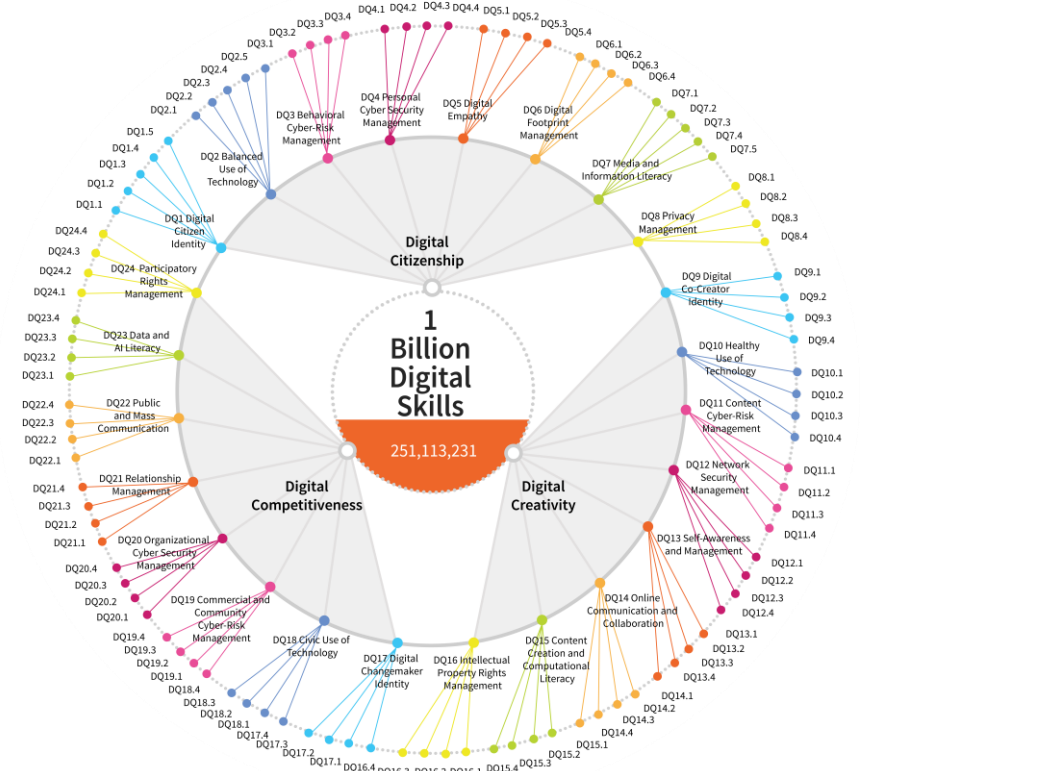 DQ4.1
DQ4.2
DQ4.3
DQ4.4
DQ5.1
DQ5.2
DQ5.3
DQ5.4
DQ3.4
DQ3.3
DQ3.2
DQ3.1
DQ6.1
DQ6.2
DQ6.3
DQ6.4
DQ2.5
DQ2.4
DQ2.3
DQ2.2
DQ2.1
DQ7.1
DQ7.2
DQ7.3
DQ7.4
DQ7.5
DQ1.5
DQ1.4
DQ1.3
DQ1.2
DQ1.1
DQ8.1
DQ8.2
DQ8.3
DQ8.4
DQ4 Personal
Cyber Security
Management
DQ5 Digital
Empathy
DQ3 Behavioral
Cyber-Risk
Management
DQ6 Digital
Footprint
Management
DQ2 Balanced
Use of
Technology
DQ7 Media and
Information Literacy
DQ1 Digital
Citizen
Identity
DQ8 Privacy
Management
Digital
Citizenship
DQ24.4
DQ24.3
DQ24.2
DQ24.1
DQ24 Participatory
Rights
Management
DQ9 Digital
Co-Creator
Identity
DQ9.1
DQ9.2
DQ9.3
DQ9.4
DQ23.4
DQ23.3
DQ23.2
DQ23.1
DQ23 Data and
AI Literacy
1
Billion
Digital
Skills
251,113,231
DQ10 Healthy
Use of
Technology
DQ10.1
DQ10.2
DQ10.3
DQ10.4
DQ22.4
DQ22.3
DQ22.2
DQ22.1
DQ22 Public
and Mass
Communication
DQ11 Content
Cyber-Risk
Management
DQ11.1
DQ11.2
DQ11.3
DQ11.4
DQ21.4
DQ21.3
DQ21.2
DQ21.1
DQ21 Relationship
Management
Digital
Competitiveness
Digital
Creativity
DQ12 Network
Security
Management
DQ12.1
DQ12.2
DQ12.3
DQ12.4
DQ20 Organizational
Cyber Security
Management
DQ20.4
DQ20.3
DQ20.2
DQ20.1
DQ13 Self-Awareness
and Management
DQ13.1
DQ13.2
DQ13.3
DQ13.4
DQ19 Commercial and
Community
Cyber-Risk
Management
DQ19.4
DQ19.3
DQ19.2
DQ19.1
DQ14 Online
Communication and
Collaboration
DQ14.1
DQ14.2
DQ14.3
DQ14.4
DQ18 Civic Use of
Technology
DQ18.4
DQ18.3
DQ18.2
DQ18.1
DQ15 Content
Creation and
Computational
Literacy
DQ15.1
DQ15.2
DQ15.3
DQ15.4
DQ17 Digital
Changemaker
Identity
DQ17.4
DQ17.3
DQ17.2
DQ17.1
DQ16 Intellectual
Property Rights
Management
DQ16.4
DQ16.3
DQ16.2
DQ16.1